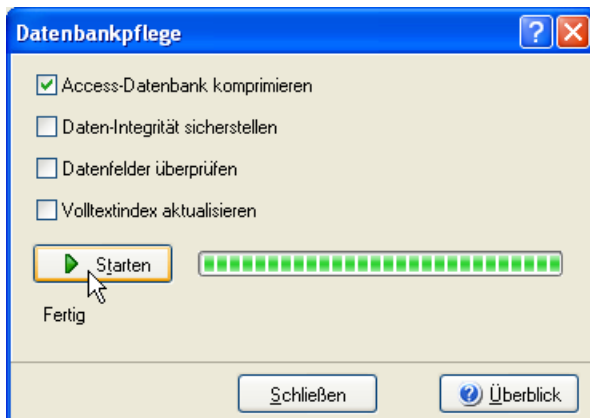 Datenbankpflege
Access-Datenbank komprimieren
Daten-Integrität sicherstellen
Datenfelder überprüfen
Volltextindex aktualisieren
Starten
Fertig
Schließen
Überblick